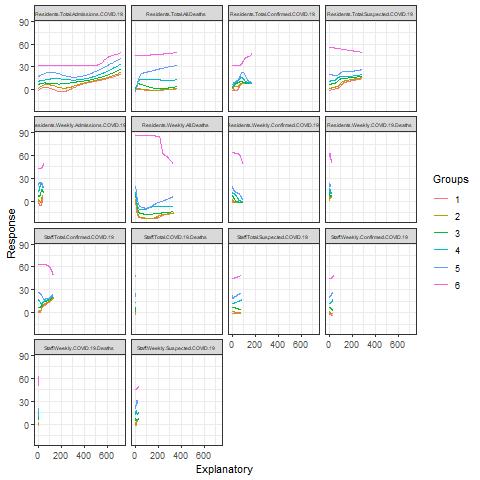 Residents.Total.Admissions.COVID.19
Residents.Total.All.Deaths
Residents.Total.Confirmed.COVID.19
Residents.Total.Suspected.COVID.19
esidents.Weekly.Admissions.COVID.19
Residents.Weekly.All.Deaths
Residents.Weekly.Confirmed.COVID.19
Residents.Weekly.COVID.19.Deaths
Staff.Total.Confirmed.COVID.19
Staff.Total.COVID.19.Deaths
Staff.Total.Suspected.COVID.19
Staff.Weekly.Confirmed.COVID.19
Staff.Weekly.COVID.19.Deaths
Staff.Weekly.Suspected.COVID.19
90
60
30
0
90
60
30
0
90
60
30
0
90
60
30
0
0 200 400 600
0 200 400 600
0 200 400 600
0 200 400 600
Response
Explanatory
Groups
1
2
3
4
5
6